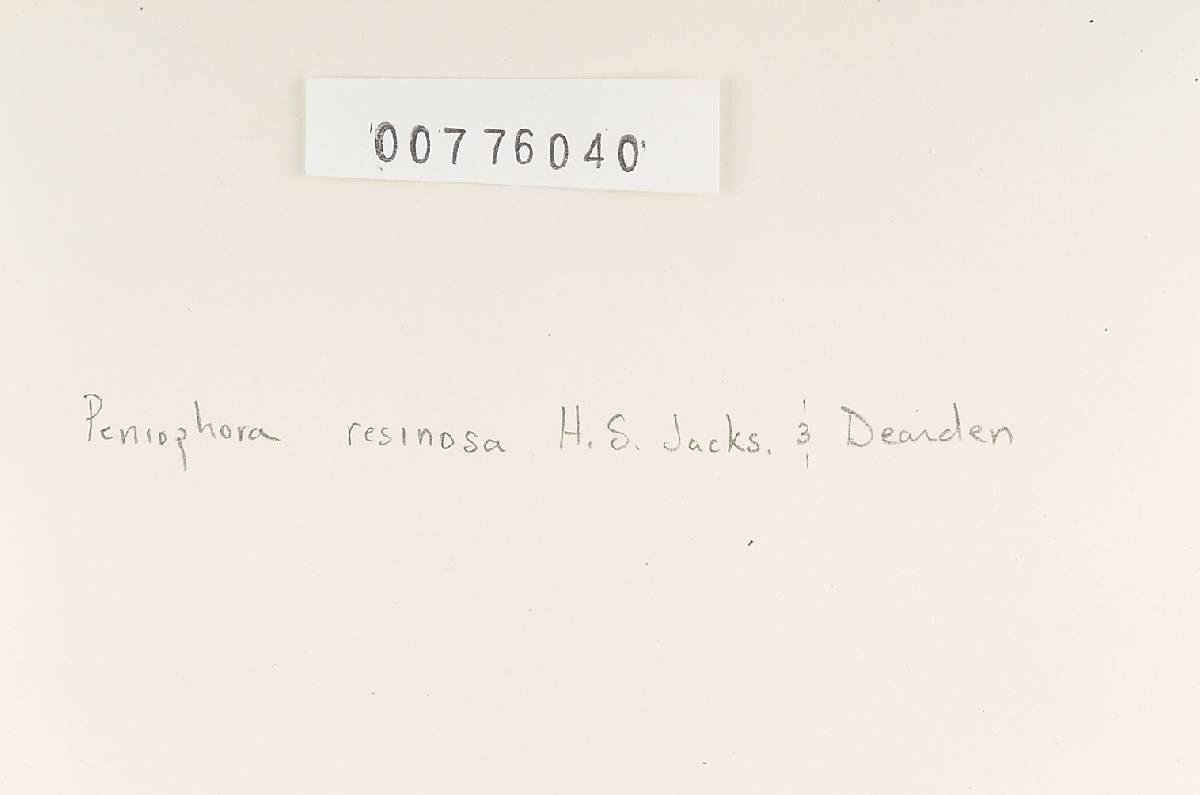 00776040
Peniophora resinosa H. S. Jacks. & Dearden